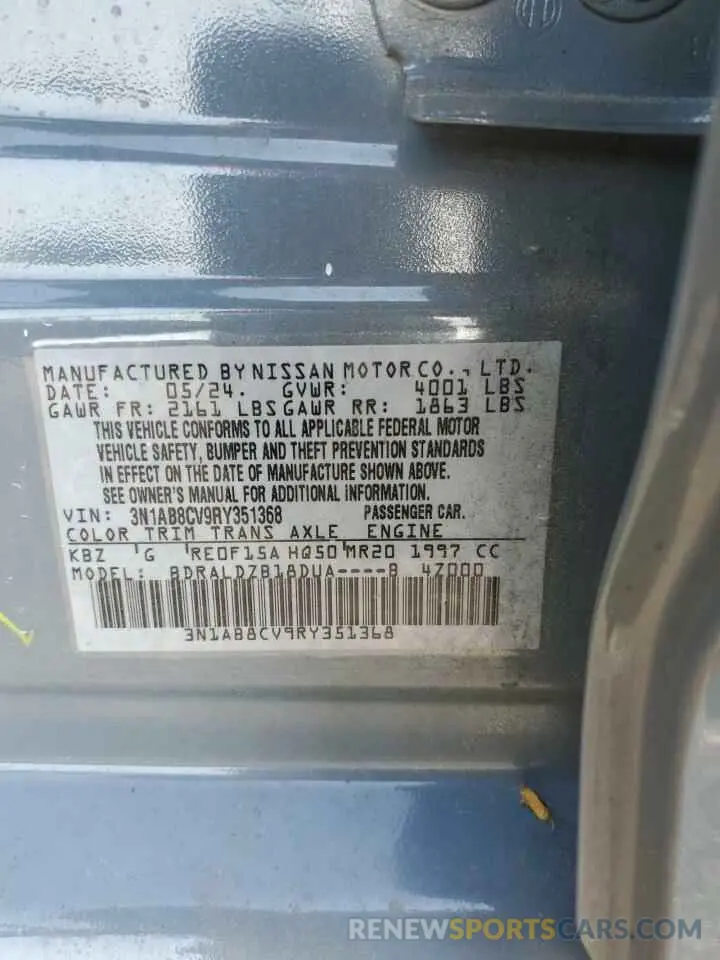 MANUFACTURED BY NISSAN MOTOR CO., LTD.
DATE: 05/24. GVWR: 4001 LBS
GAWR FR: 2161 LBS GAWR RR: 1863 LBS
THIS VEHICLE CONFORMS TO ALL APPLICABLE FEDERAL MOTOR
VEHICLE SAFETY, BUMPER AND THEFT PREVENTION STANDARDS
IN EFFECT ON THE DATE OF MANUFACTURE SHOWN ABOVE.
SEE OWNER'S MANUAL FOR ADDITIONAL INFORMATION.
VIN: 3N1AB8CV9RY351368 PASSENGER CAR.
COLOR TRIM TRANS AXLE ENGINE
KBZ G RE0F15A HQ50 MR20 1997 CC
MODEL: BDRALDZB18DUA----B 4Z000
3N1AB8CV9RY351368
RENEWSPORTSCARS.COM